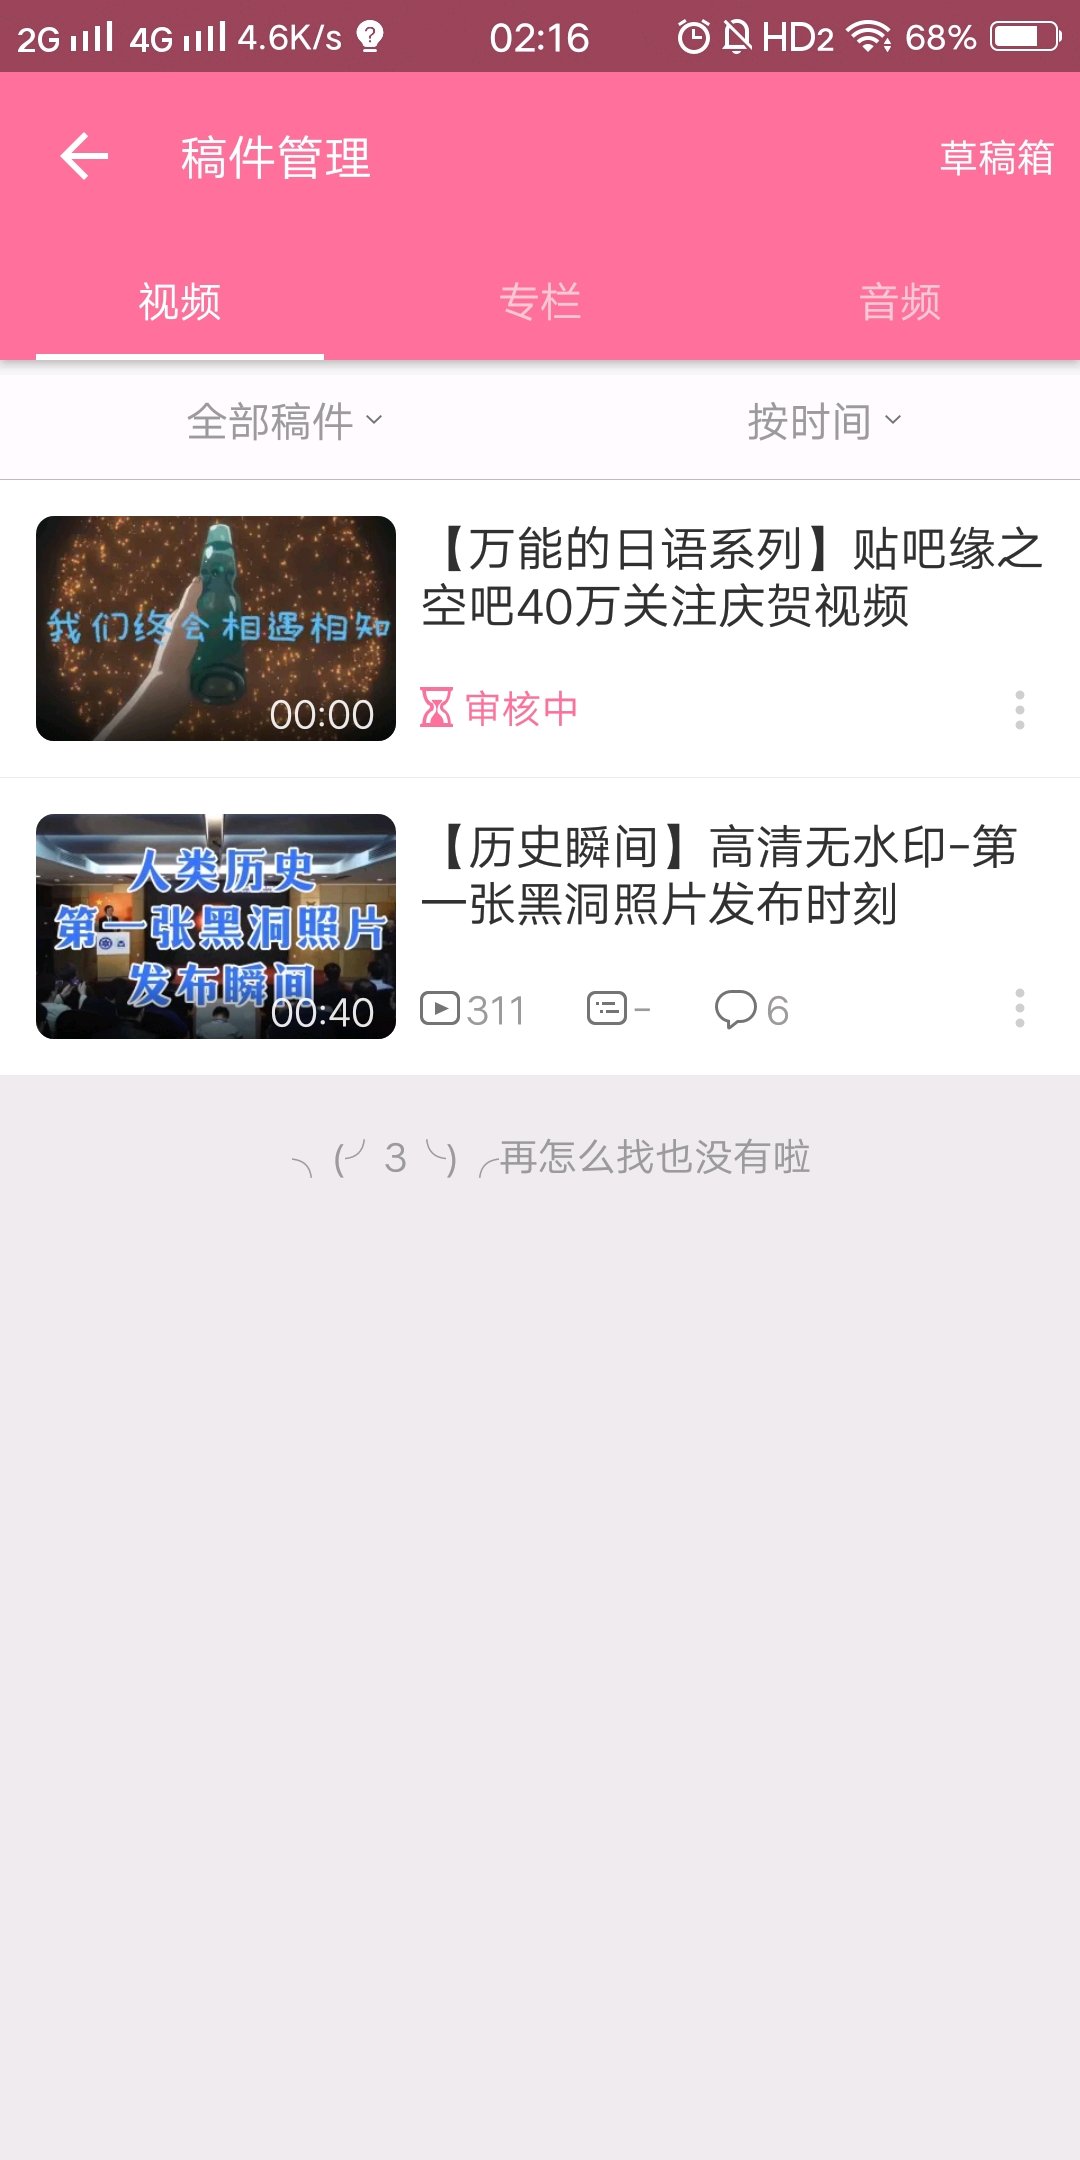 2G 4G 4.6K/s 02:16 HD2 68%
稿件管理 草稿箱
视频 专栏 音频
全部稿件 按时间
我们终会相遇相知
00:00
【万能的日语系列】贴吧缘之
空吧40万关注庆贺视频
审核中
人类历史
第一张黑洞照片
发布瞬间
00:40
【历史瞬间】高清无水印-第
一张黑洞照片发布时刻
311 - 6
╮(╯3╰)╭再怎么找也没有啦